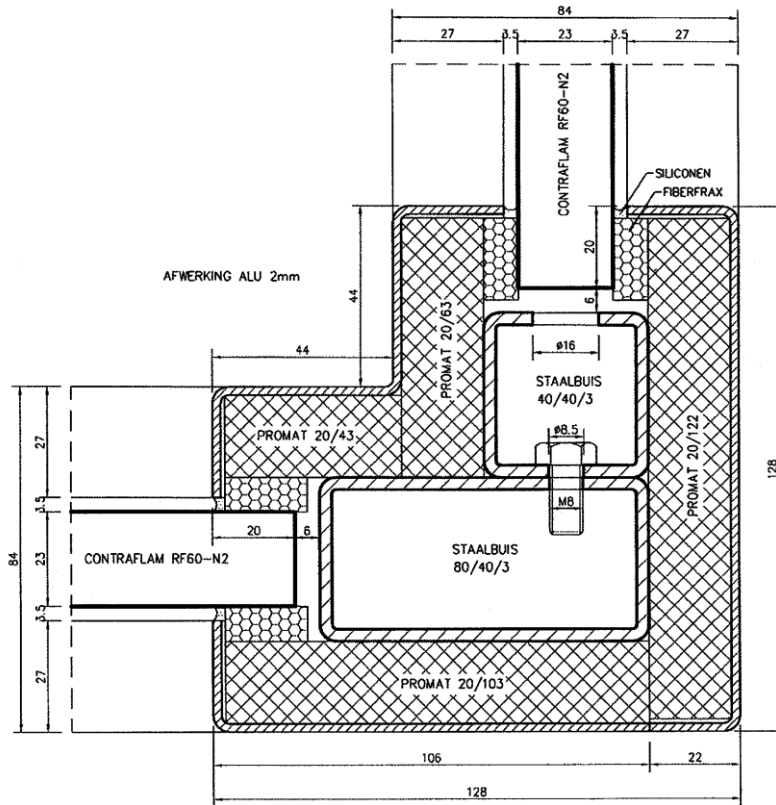 84
27
3.5
23
3.5
27
CONTRAFLAM RF60-N2
SILICONEN
FIBERFRAX
20
6
AFWERKING ALU 2mm
44
44
PROMAT 20/63
ø16
STAALBUIS
40/40/3
ø8.5
M8
PROMAT 20/43
PROMAT 20/122
128
27
3.5
23
3.5
27
84
20
6
CONTRAFLAM RF60-N2
STAALBUIS
80/40/3
PROMAT 20/103
106
22
128